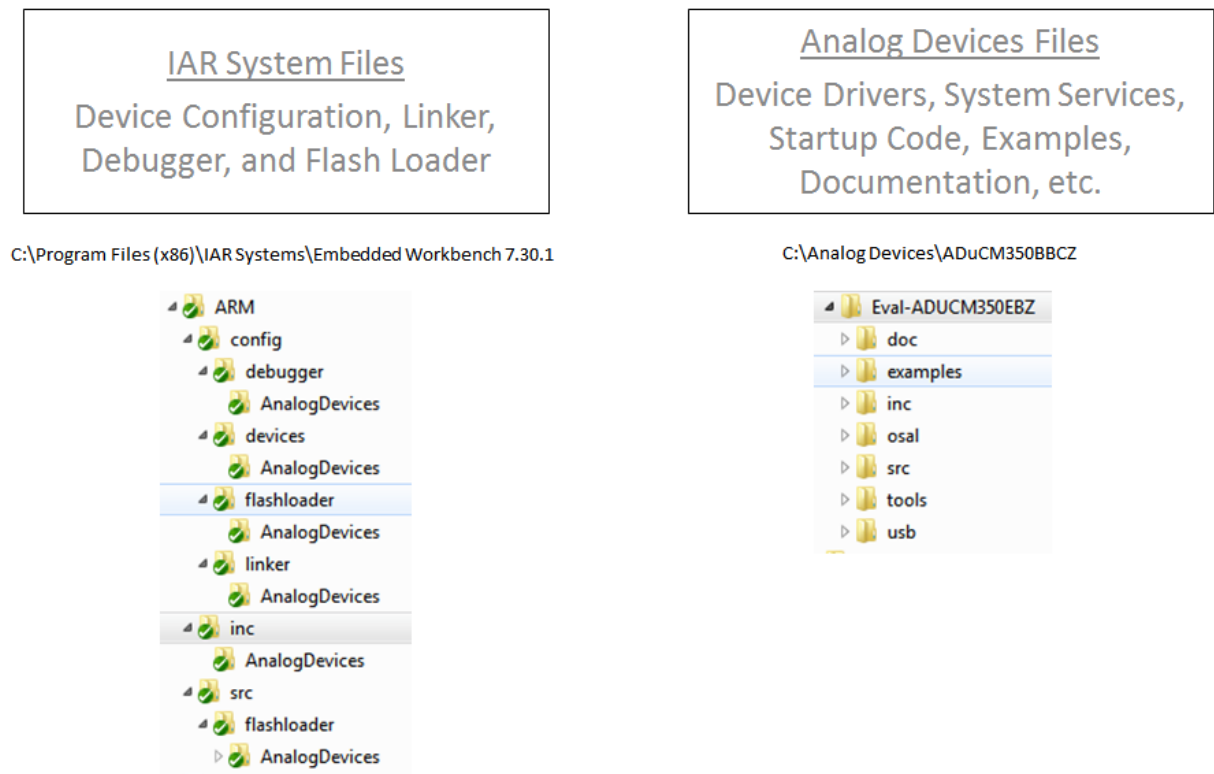 IAR System Files
Device Configuration, Linker,
Debugger, and Flash Loader
C:\Program Files (x86)\IAR Systems\Embedded Workbench 7.30.1
ARM
config
debugger
AnalogDevices
devices
AnalogDevices
flashloader
AnalogDevices
linker
AnalogDevices
inc
AnalogDevices
src
flashloader
AnalogDevices
Analog Devices Files
Device Drivers, System Services,
Startup Code, Examples,
Documentation, etc.
C:\Analog Devices\ADuCM350BBCZ
Eval-ADUCM350EBZ
doc
examples
inc
osal
src
tools
usb